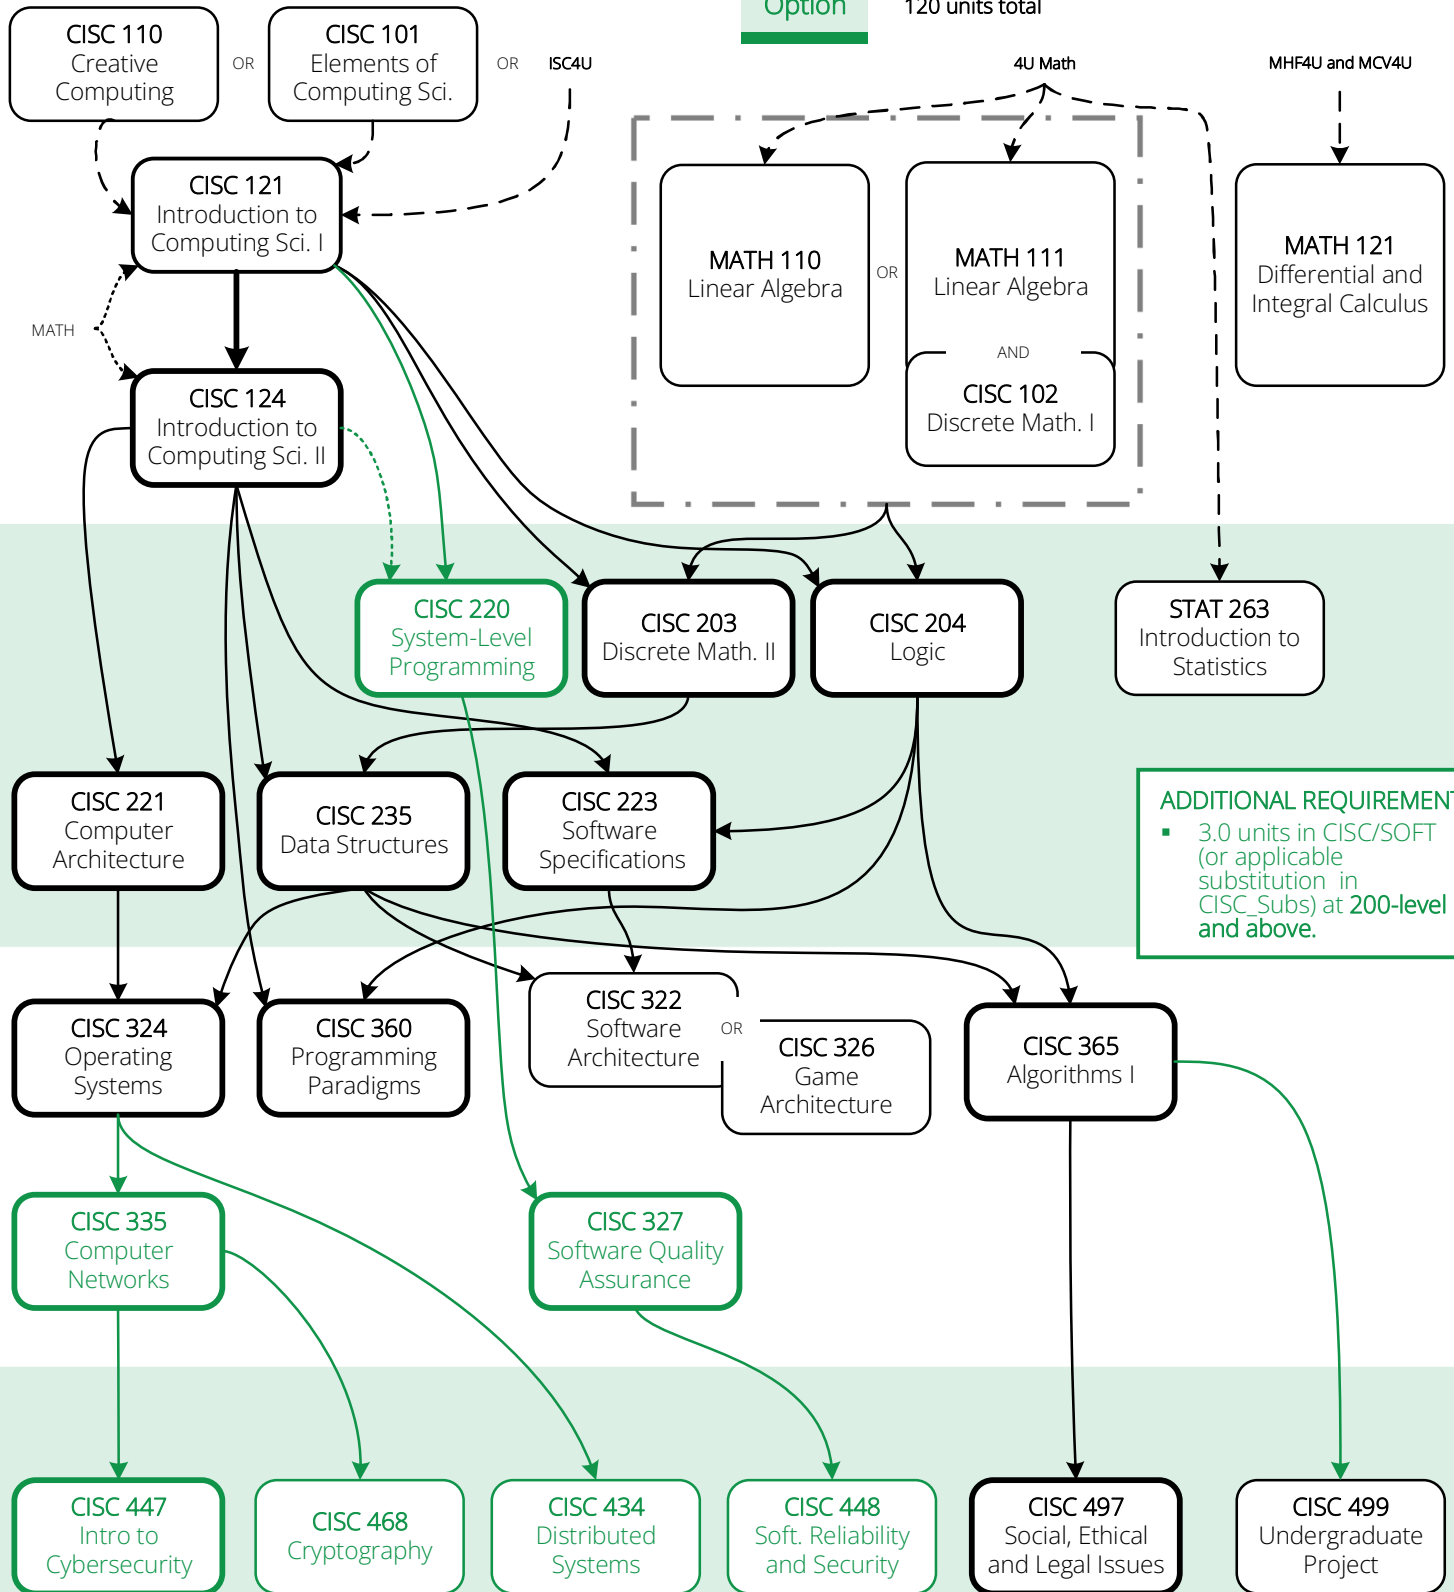 Option
120 units total
CISC 110
Creative
Computing
OR
CISC 101
Elements of
Computing Sci.
OR
ISC4U
4U Math
MHF4U and MCV4U
CISC 121
Introduction to
Computing Sci. I
MATH 110
Linear Algebra
OR
MATH 111
Linear Algebra
AND
CISC 102
Discrete Math. I
MATH 121
Differential and
Integral Calculus
MATH
CISC 124
Introduction to
Computing Sci. II
CISC 220
System-Level
Programming
CISC 203
Discrete Math. II
CISC 204
Logic
STAT 263
Introduction to
Statistics
CISC 221
Computer
Architecture
CISC 235
Data Structures
CISC 223
Software
Specifications
ADDITIONAL REQUIREMENT
▪ 3.0 units in CISC/SOFT
(or applicable
substitution in
CISC_Subs) at 200-level
and above.
CISC 324
Operating
Systems
CISC 360
Programming
Paradigms
CISC 322
Software
Architecture
OR
CISC 326
Game
Architecture
CISC 365
Algorithms I
CISC 335
Computer
Networks
CISC 327
Software Quality
Assurance
CISC 447
Intro to
Cybersecurity
CISC 468
Cryptography
CISC 434
Distributed
Systems
CISC 448
Soft. Reliability
and Security
CISC 497
Social, Ethical
and Legal Issues
CISC 499
Undergraduate
Project